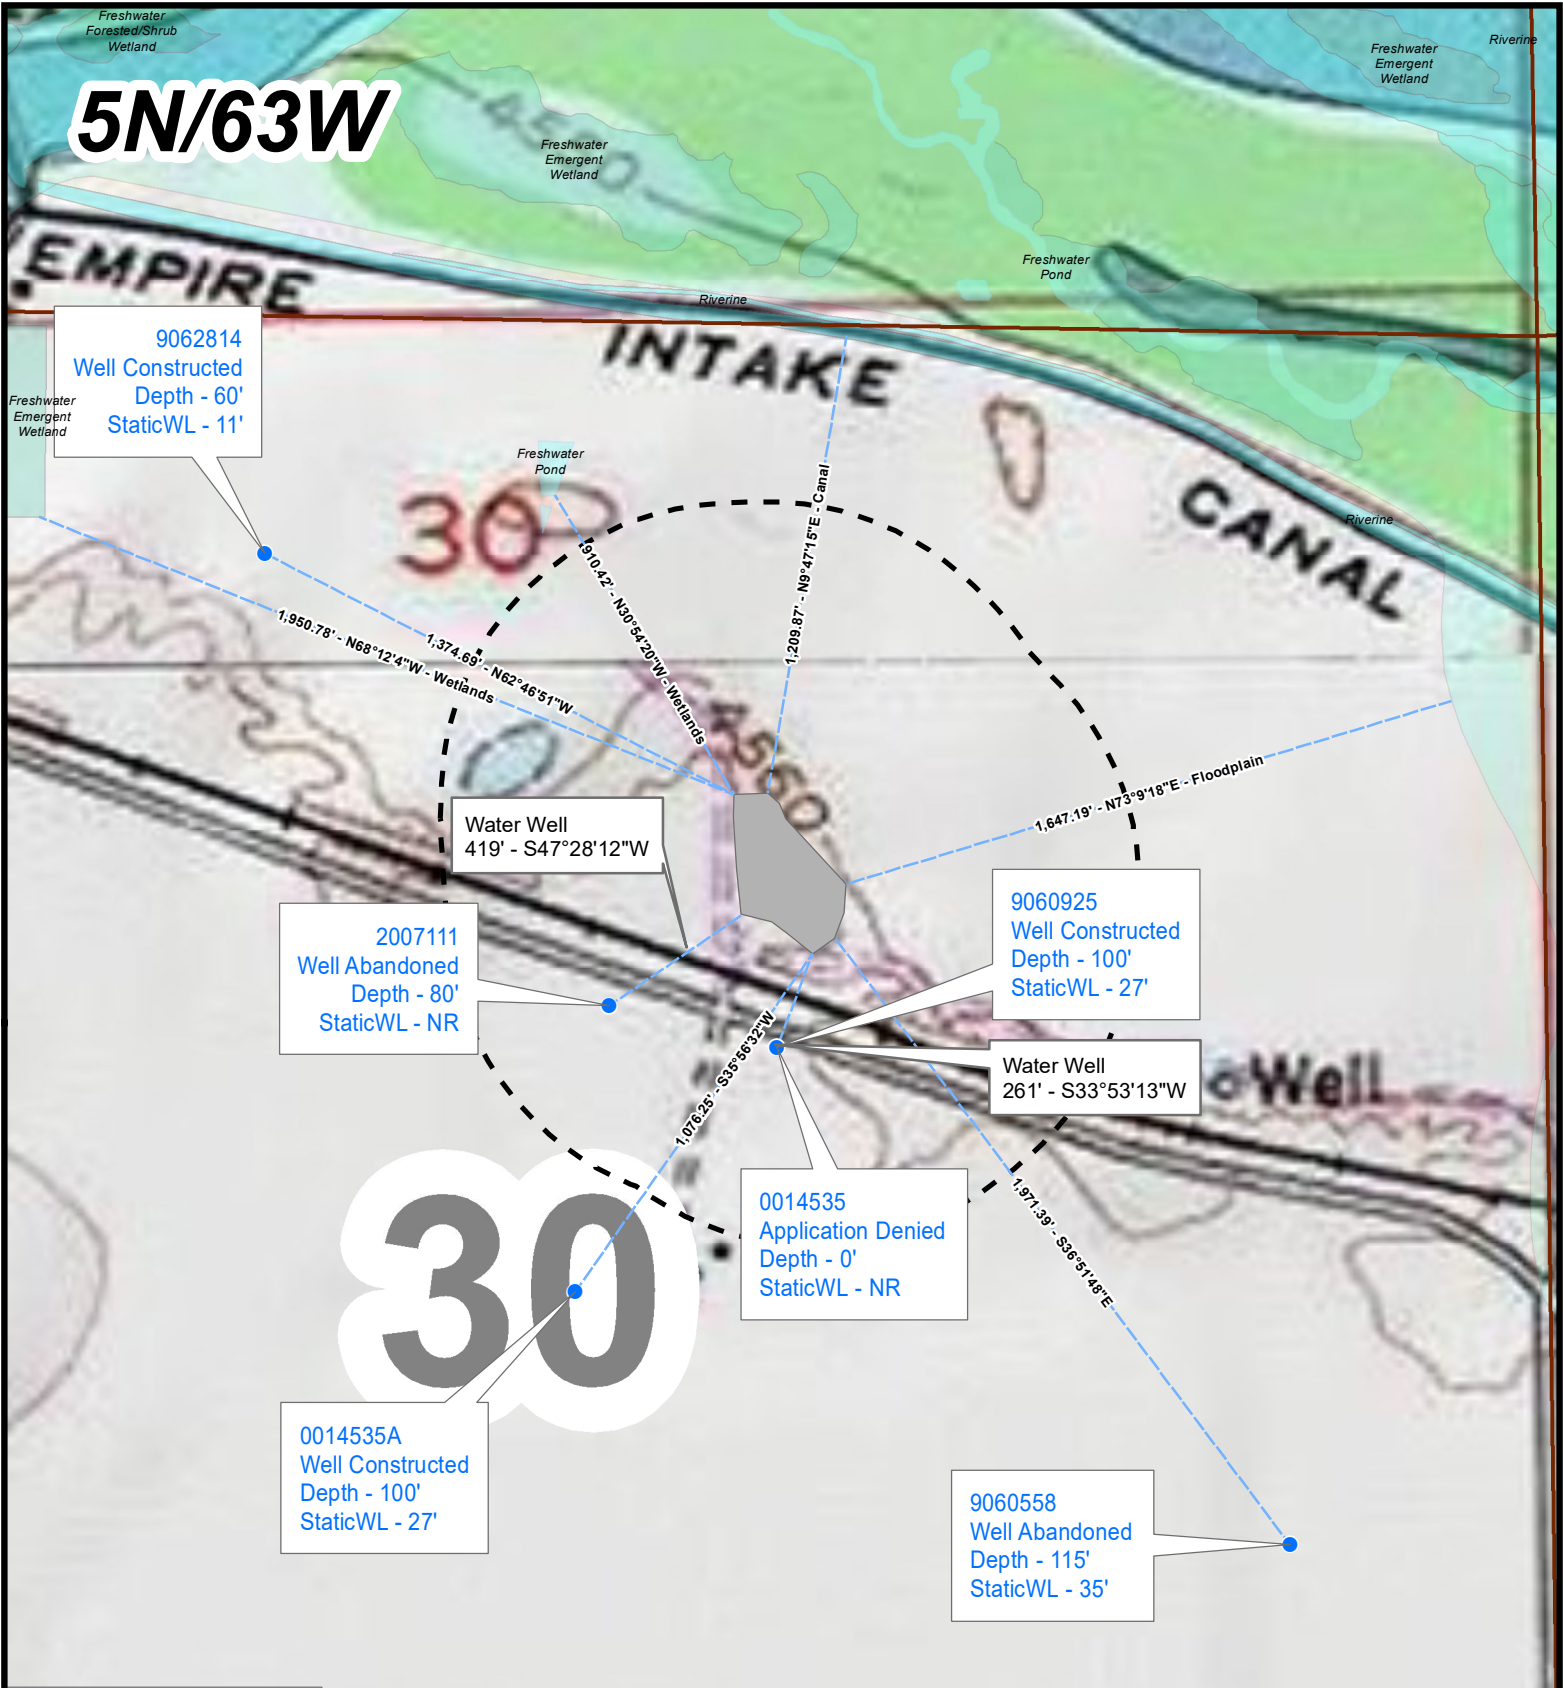 Freshwater
Forested/Shrub
Wetland
Riverine
Freshwater
Emergent
Wetland
5N/63W
Freshwater
Emergent
Wetland
Freshwater
Pond
EMPIRE
Riverine
INTAKE
CANAL
Riverine
9062814
Well Constructed
Depth - 60'
StaticWL - 11'
Freshwater
Emergent
Wetland
Freshwater
Pond
30
1,950.78' - N68°12'4"W - Wetlands
1,374.69' - N62°46'51"W
910.42' - N30°54'20"W - Wetlands
1,209.87' - N9°47'15"E - Canal
4560
1,647.19' - N73°9'18"E - Floodplain
Water Well
419' - S47°28'12"W
2007111
Well Abandoned
Depth - 80'
StaticWL - NR
9060925
Well Constructed
Depth - 100'
StaticWL - 27'
Water Well
261' - S33°53'13"W
Well
1,076.25' - S35°56'32"W
1,971.39' - S36°51'48"E
0014535
Application Denied
Depth - 0'
StaticWL - NR
30
0014535A
Well Constructed
Depth - 100'
StaticWL - 27'
9060558
Well Abandoned
Depth - 115'
StaticWL - 35'